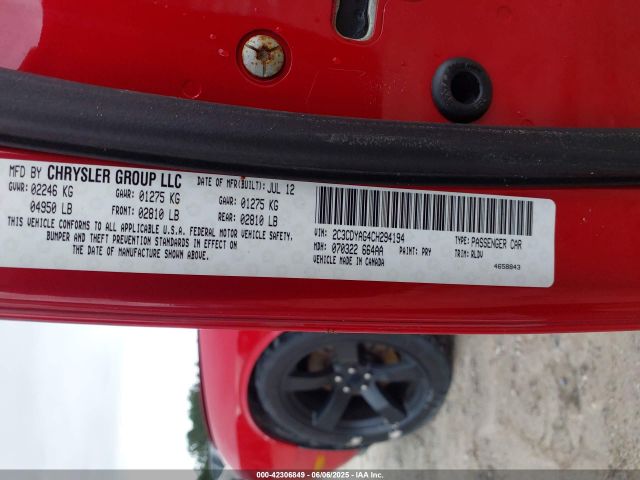 MFD BY CHRYSLER GROUP LLC DATE OF MFR(BUILT): JUL 12
GVWR: 02246 KG GAWR: 01275 KG GAWR: 01275 KG
04950 LB FRONT: 02810 LB REAR: 02810 LB
THIS VEHICLE CONFORMS TO ALL APPLICABLE U.S.A. FEDERAL MOTOR VEHICLE SAFETY,
BUMPER AND THEFT PREVENTION STANDARDS IN EFFECT ON
THE DATE OF MANUFACTURE SHOWN ABOVE.
VIN: 2C3CDYAG4CH294194 TYPE: PASSENGER CAR
MDH: 070322 664AA PAINT: PRY TRIM: RLDV
VEHICLE MADE IN CANADA 4658843
000-42306849 - 06/06/2025 - IAA Inc.